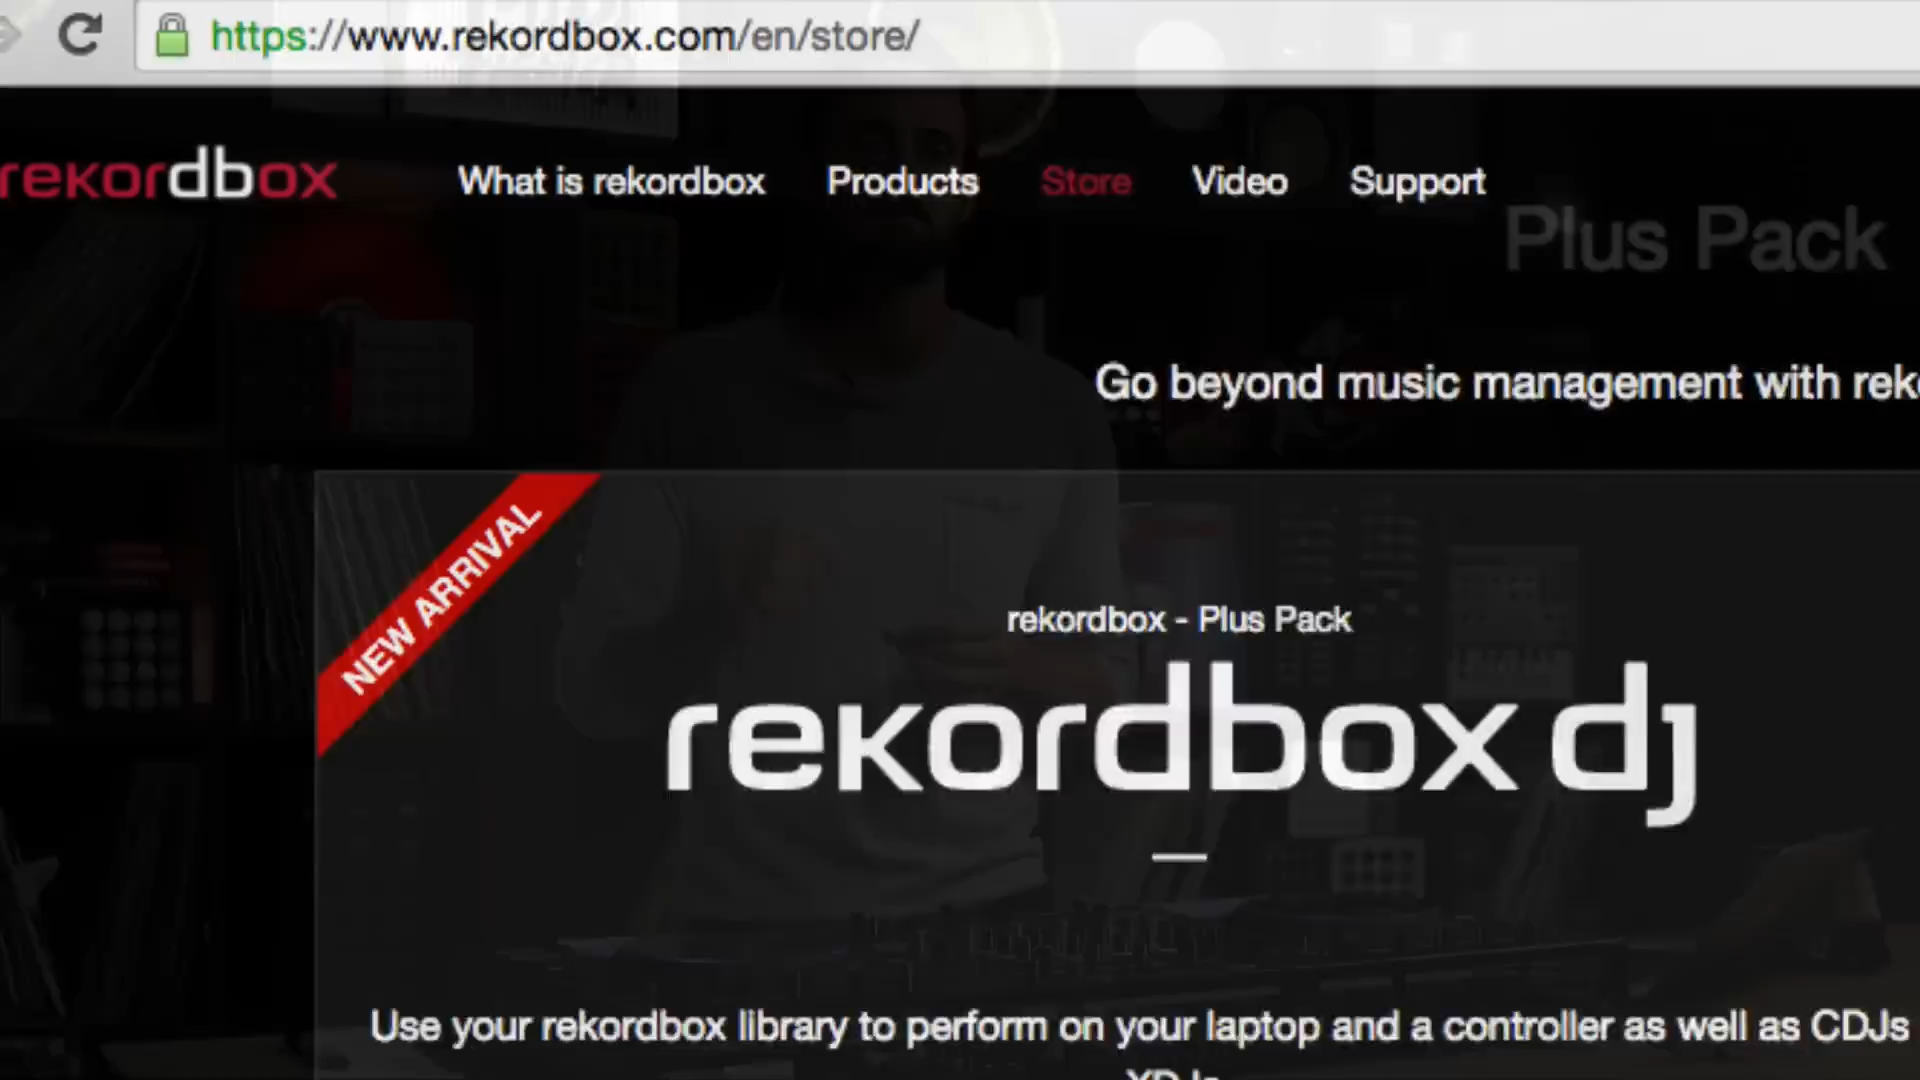 https://www.rekordbox.com/en/store/
rekordbox What is rekordbox Products Store Video Support
Plus Pack
Go beyond music management with
NEW ARRIVAL
rekordbox - Plus Pack
rekordbox dj
Use your rekordbox library to perform on your laptop and a controller as well as CDJs